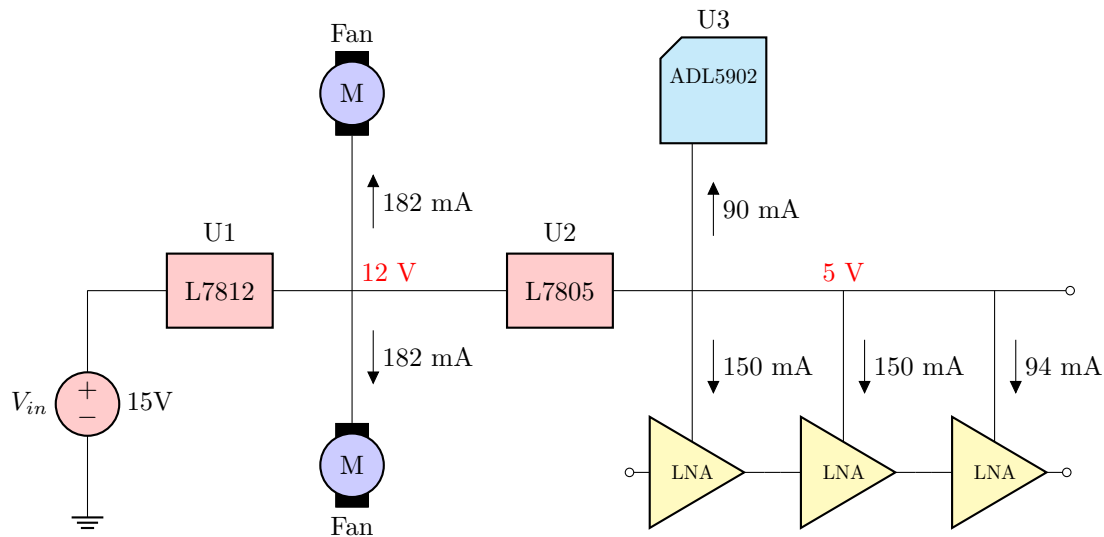 U3
Fan
ADL5902
M
182 mA
90 mA
U1
U2
12 V
5 V
L7812
L7805
182 mA
150 mA
150 mA
94 mA
Vin
+
−
15V
M
LNA
LNA
LNA
Fan